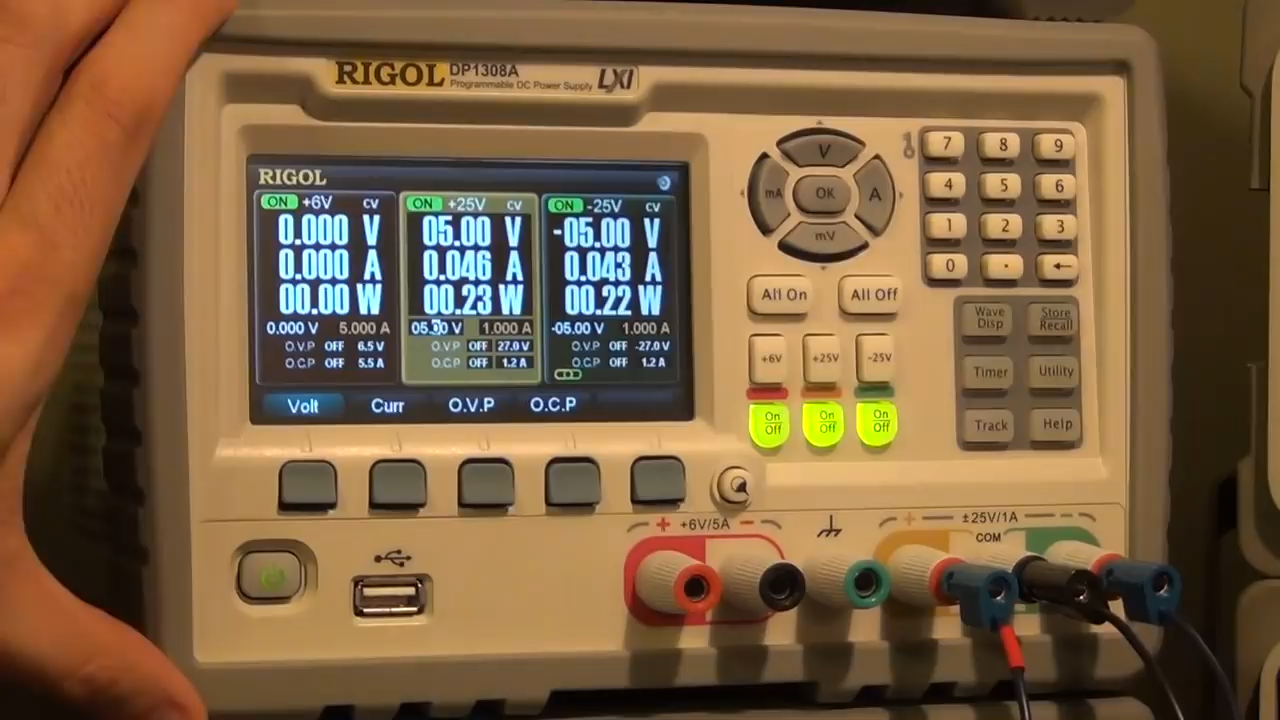 RIGOL DP1308A
Programmable DC Power Supply LXI
RIGOL
ON +6V CV
0.000 V
0.000 A
00.00 W
0.000 V 5.000 A
O.V.P OFF 6.5 V
O.C.P OFF 5.5 A
ON +25V CV
05.00 V
0.046 A
00.23 W
05.00 V 1.000 A
O.V.P OFF 27.0 V
O.C.P OFF 1.2 A
ON -25V CV
-05.00 V
0.043 A
00.22 W
-05.00 V 1.000 A
O.V.P OFF -27.0 V
O.C.P OFF 1.2 A
Volt Curr O.V.P O.C.P
V
mA OK A
mV
7 8 9
4 5 6
1 2 3
0 . ←
All On All Off
+6V +25V -25V
On/Off On/Off On/Off
Wave Disp Store Recall
Timer Utility
Track Help
+ +6V/5A -
+ ±25V/1A -
COM